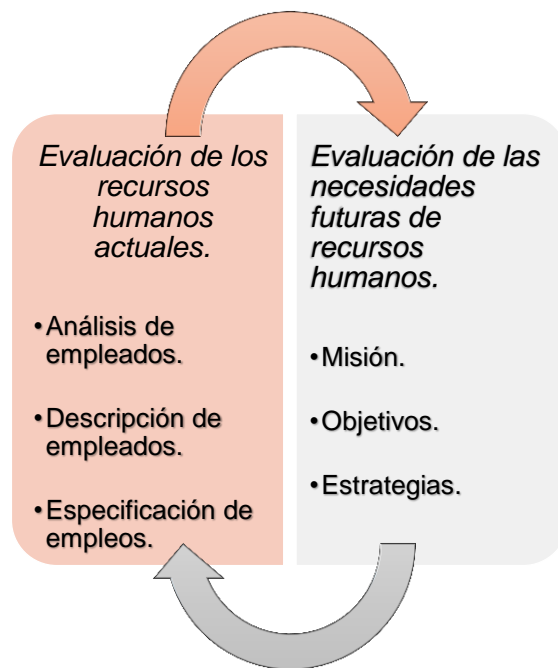 Evaluación de los
recursos
humanos
actuales.
•Análisis de
empleados.
•Descripción de
empleados.
•Especificación de
empleos.
Evaluación de las
necesidades
futuras de
recursos
humanos.
•Misión.
•Objetivos.
•Estrategias.